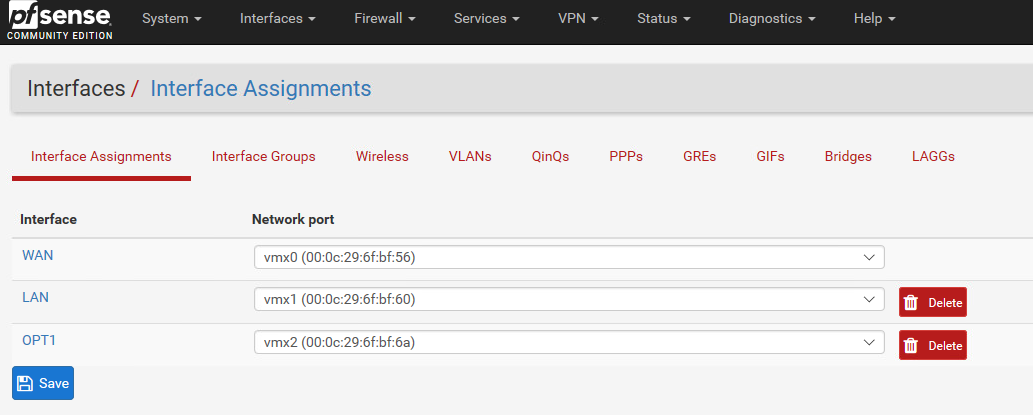 pfsense
COMMUNITY EDITION
System Interfaces Firewall Services VPN Status Diagnostics Help
Interfaces / Interface Assignments
Interface Assignments Interface Groups Wireless VLANs QinQs PPPs GREs GIFs Bridges LAGGs
Interface Network port
WAN vmx0 (00:0c:29:6f:bf:56)
LAN vmx1 (00:0c:29:6f:bf:60) Delete
OPT1 vmx2 (00:0c:29:6f:bf:6a) Delete
Save